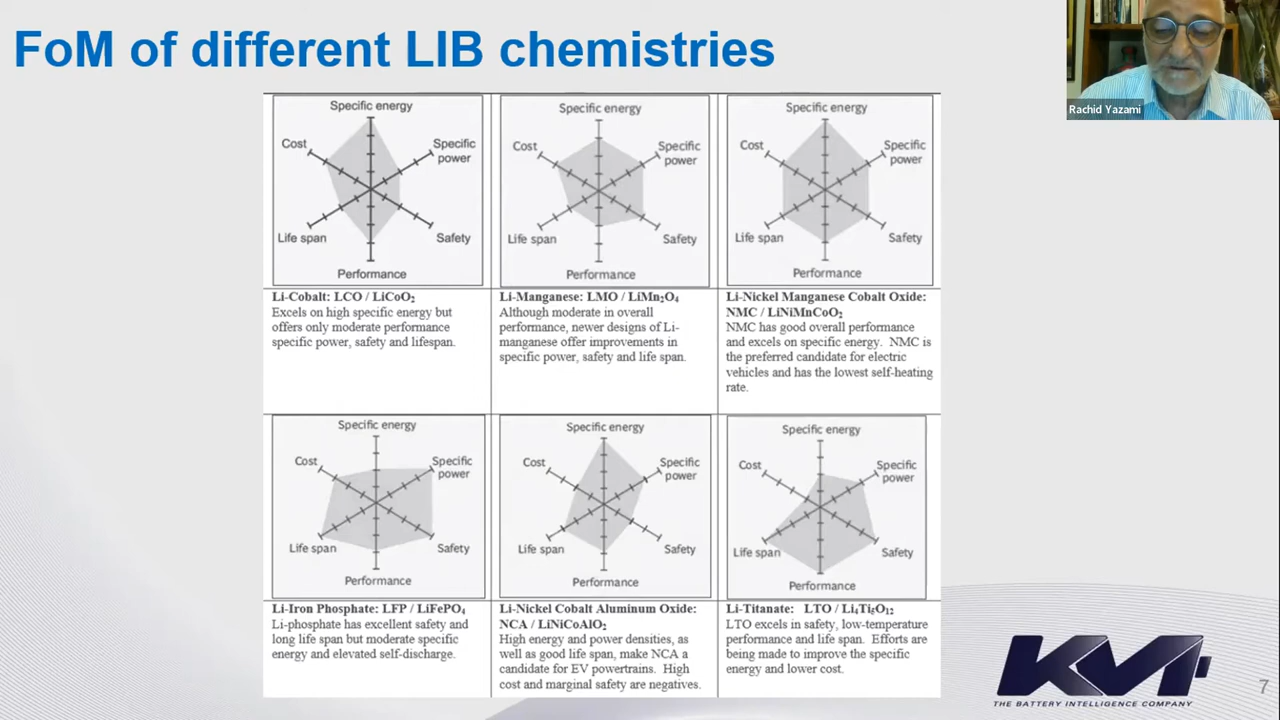 FoM of different LIB chemistries
Rachid Yazami
Specific energy
Cost
Specific
power
Life span
Safety
Performance
Li-Cobalt: LCO / LiCoO₂
Excels on high specific energy but
offers only moderate performance
specific power, safety and lifespan.
Specific energy
Cost
Specific
power
Life span
Safety
Performance
Li-Manganese: LMO / LiMn₂O₄
Although moderate in overall
performance, newer designs of Li-
manganese offer improvements in
specific power, safety and life span.
Specific energy
Cost
Specific
power
Life span
Safety
Performance
Li-Nickel Manganese Cobalt Oxide:
NMC / LiNiMnCoO₂
NMC has good overall performance
and excels on specific energy. NMC is
the preferred candidate for electric
vehicles and has the lowest self-heating
rate.
Specific energy
Cost
Specific
power
Life span
Safety
Performance
Li-Iron Phosphate: LFP / LiFePO₄
Li-phosphate has excellent safety and
long life span but moderate specific
energy and elevated self-discharge.
Specific energy
Cost
Specific
power
Life span
Safety
Performance
Li-Nickel Cobalt Aluminum Oxide:
NCA / LiNiCoAlO₂
High energy and power densities, as
well as good life span, make NCA a
candidate for EV powertrains. High
cost and marginal safety are negatives.
Specific energy
Cost
Specific
power
Life span
Safety
Performance
Li-Titanate: LTO / Li₄Ti₅O₁₂
LTO excels in safety, low-temperature
performance and life span. Efforts are
being made to improve the specific
energy and lower cost.
KVI
THE BATTERY INTELLIGENCE COMPANY
7